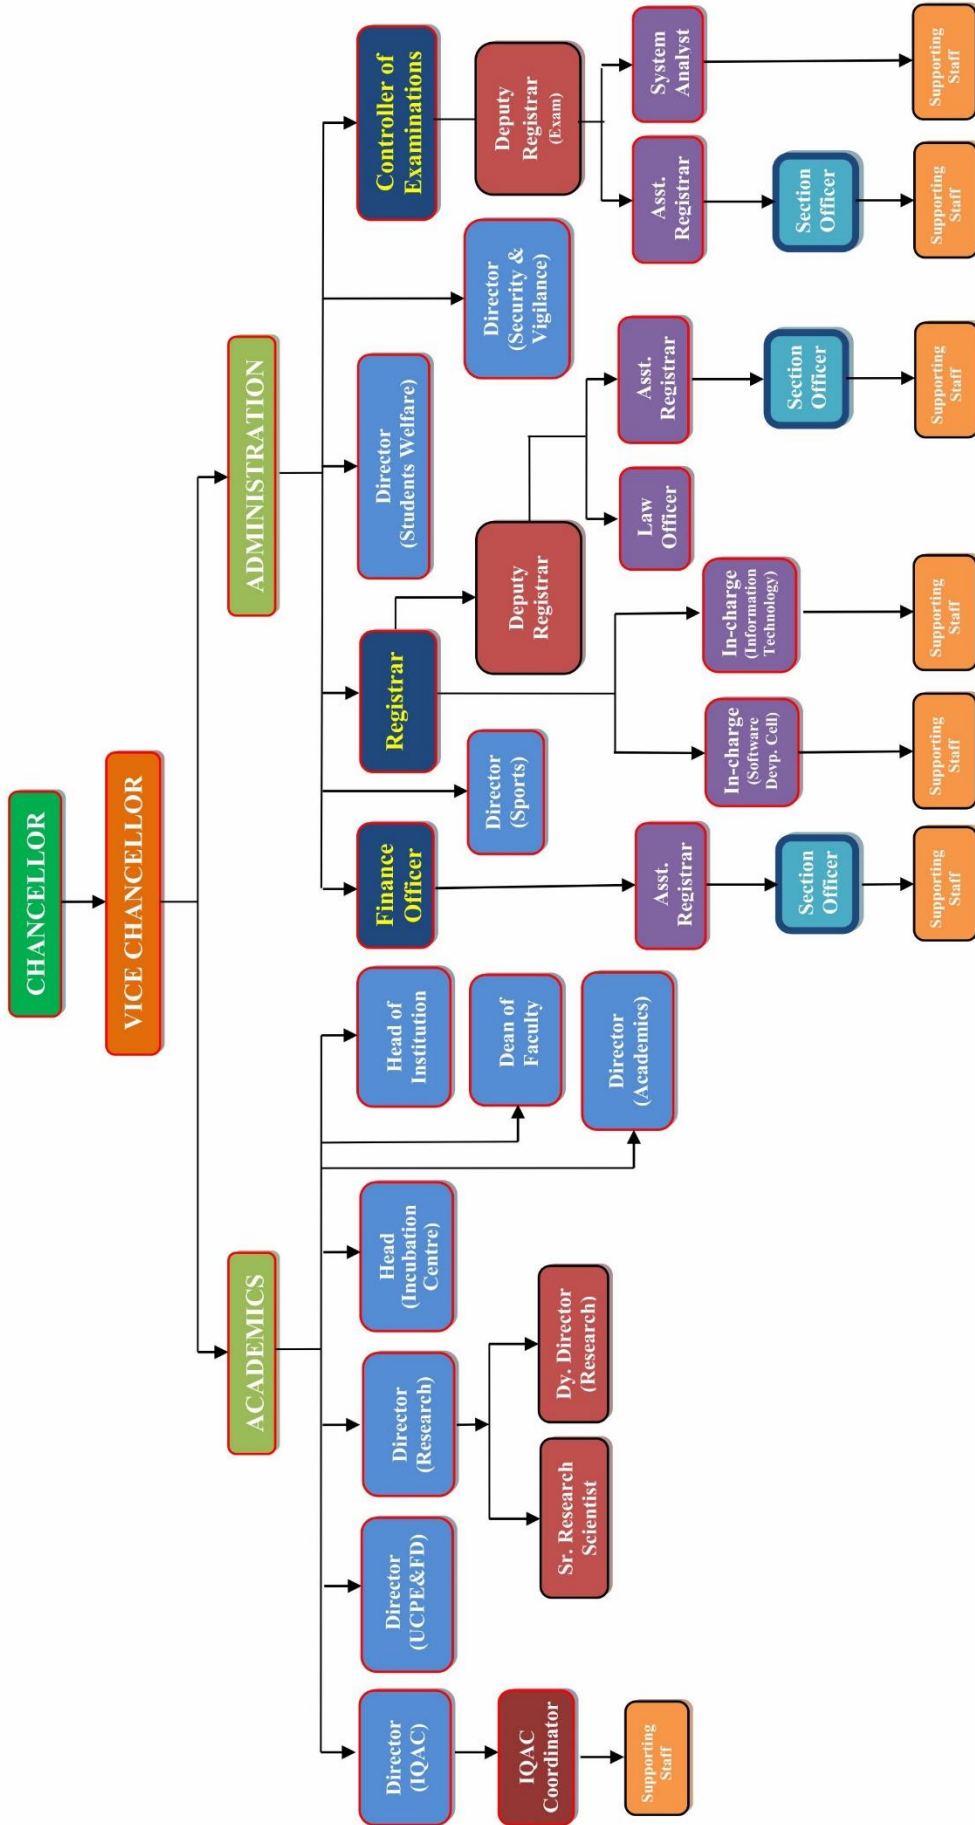 CHANCELLOR
VICE CHANCELLOR
ACADEMICS
ADMINISTRATION
Director
(IQAC)
Director
(UCPE&FD)
Director
(Research)
Head
(Incubation
Centre)
Head of
Institution
Finance
Officer
Registrar
Director
(Students Welfare)
Controller of
Examinations
Dean of
Faculty
Director
(Sports)
Director
(Security &
Vigilance)
Director
(Academics)
IQAC
Coordinator
Sr. Research
Scientist
Dy. Director
(Research)
Deputy
Registrar
Deputy
Registrar
(Exam)
Supporting
Staff
Asst.
Registrar
Law
Officer
Asst.
Registrar
Asst.
Registrar
System
Analyst
In-charge
(Software
Devp. Cell)
In-charge
(Information
Technology)
Section
Officer
Section
Officer
Section
Officer
Supporting
Staff
Supporting
Staff
Supporting
Staff
Supporting
Staff
Supporting
Staff
Supporting
Staff